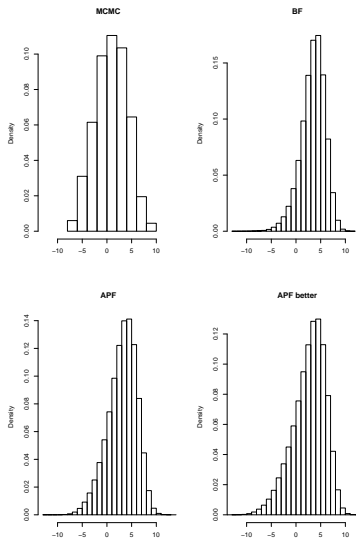 MCMC
Density
0.00 0.02 0.04 0.06 0.08 0.10
−10 −5 0 5 10
BF
Density
0.00 0.05 0.10 0.15
−10 −5 0 5 10
APF
Density
0.00 0.02 0.04 0.06 0.08 0.10 0.12 0.14
−10 −5 0 5 10
APF better
Density
0.00 0.02 0.04 0.06 0.08 0.10 0.12
−10 −5 0 5 10